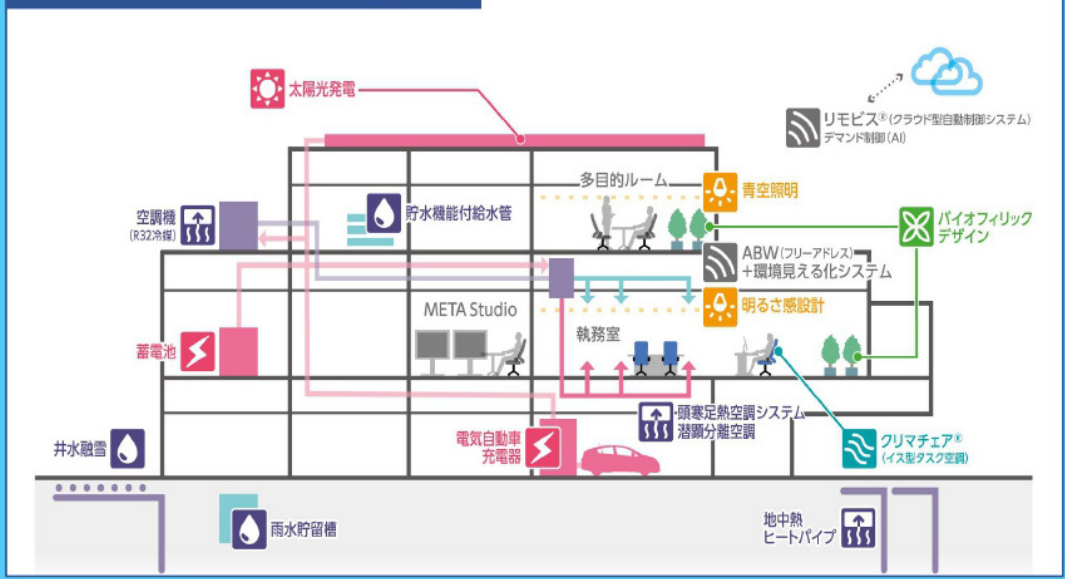 太陽光発電
リモビス®(クラウド型自動制御システム)
デマンド制御(AI)
多目的ルーム
青空照明
空調機
(R32冷媒)
貯水機能付給水管
バイオフィリック
デザイン
ABW(フリーアドレス)
+環境見える化システム
META Studio
明るさ感設計
執務室
蓄電池
頭寒足熱空調システム
潜顕分離空調
電気自動車
充電器
井水融雪
クリマチェア®
(イス型タスク空調)
雨水貯留槽
地中熱
ヒートパイプ